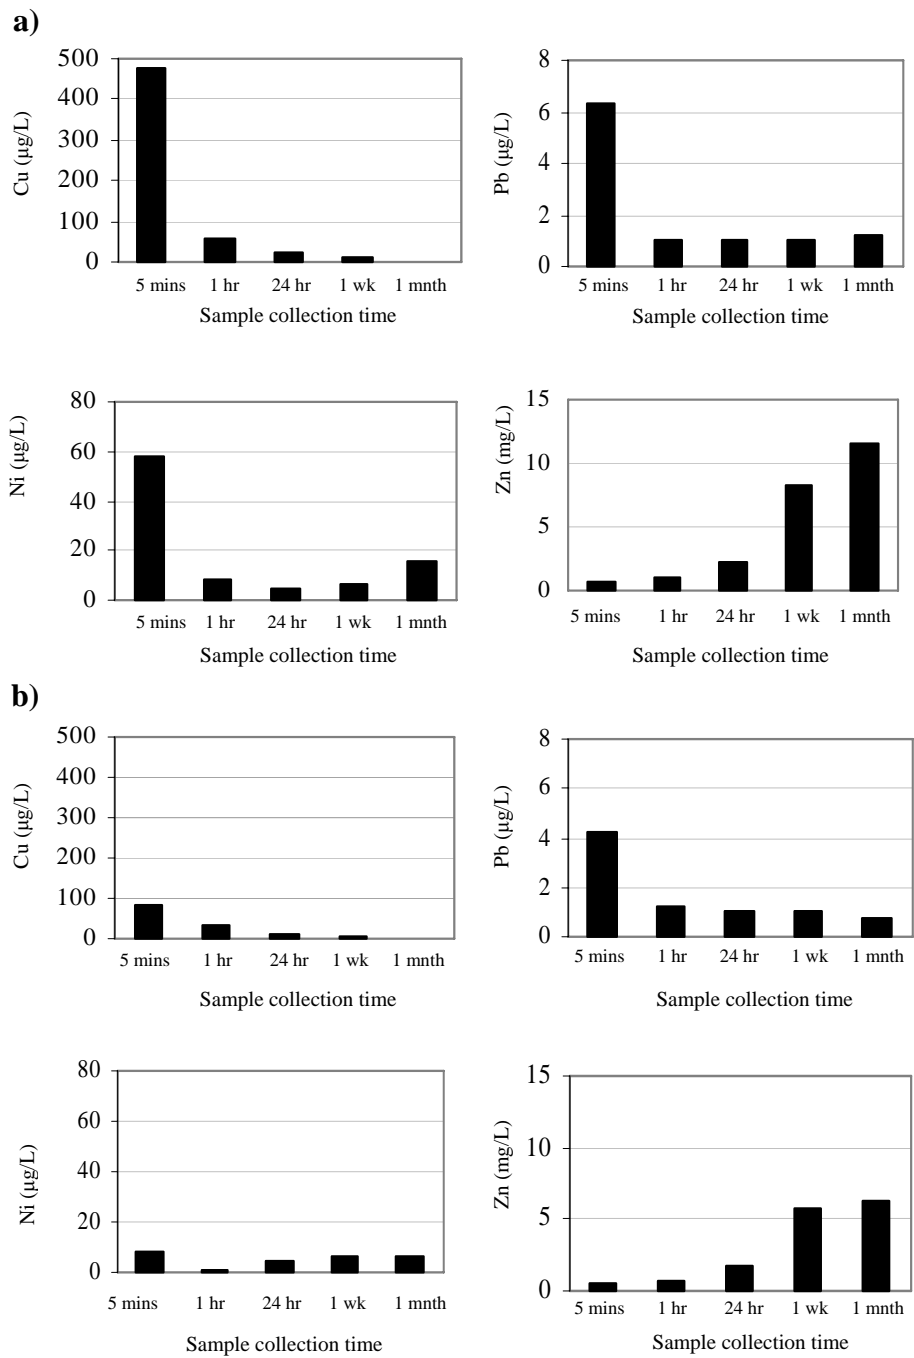 a)
Cu (µg/L)
500
400
300
200
100
0
5 mins 1 hr 24 hr 1 wk 1 mnth
Sample collection time
Pb (µg/L)
8
6
4
2
0
5 mins 1 hr 24 hr 1 wk 1 mnth
Sample collection time
Ni (µg/L)
80
60
40
20
0
5 mins 1 hr 24 hr 1 wk 1 mnth
Sample collection time
Zn (mg/L)
15
10
5
0
5 mins 1 hr 24 hr 1 wk 1 mnth
Sample collection time
b)
Cu (µg/L)
500
400
300
200
100
0
5 mins 1 hr 24 hr 1 wk 1 mnth
Sample collection time
Pb (µg/L)
8
6
4
2
0
5 mins 1 hr 24 hr 1 wk 1 mnth
Sample collection time
Ni (µg/L)
80
60
40
20
0
5 mins 1 hr 24 hr 1 wk 1 mnth
Sample collection time
Zn (mg/L)
15
10
5
0
5 mins 1 hr 24 hr 1 wk 1 mnth
Sample collection time